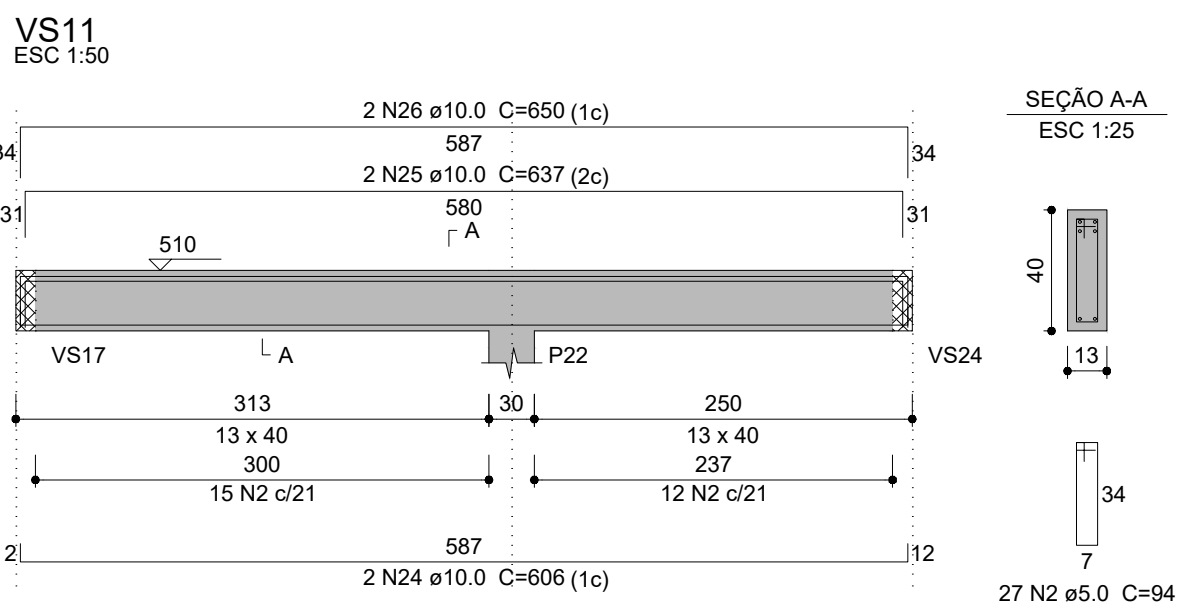 VS11
ESC 1:50
SEÇÃO A-A
ESC 1:25
2 N26 ø10.0 C=650 (1c)
34
587
34
2 N25 ø10.0 C=637 (2c)
31
580
31
A
510
40
A
VS17
P22
VS24
13
313
30
250
13 x 40
13 x 40
300
237
15 N2 c/21
12 N2 c/21
34
2
587
12
7
2 N24 ø10.0 C=606 (1c)
27 N2 ø5.0 C=94